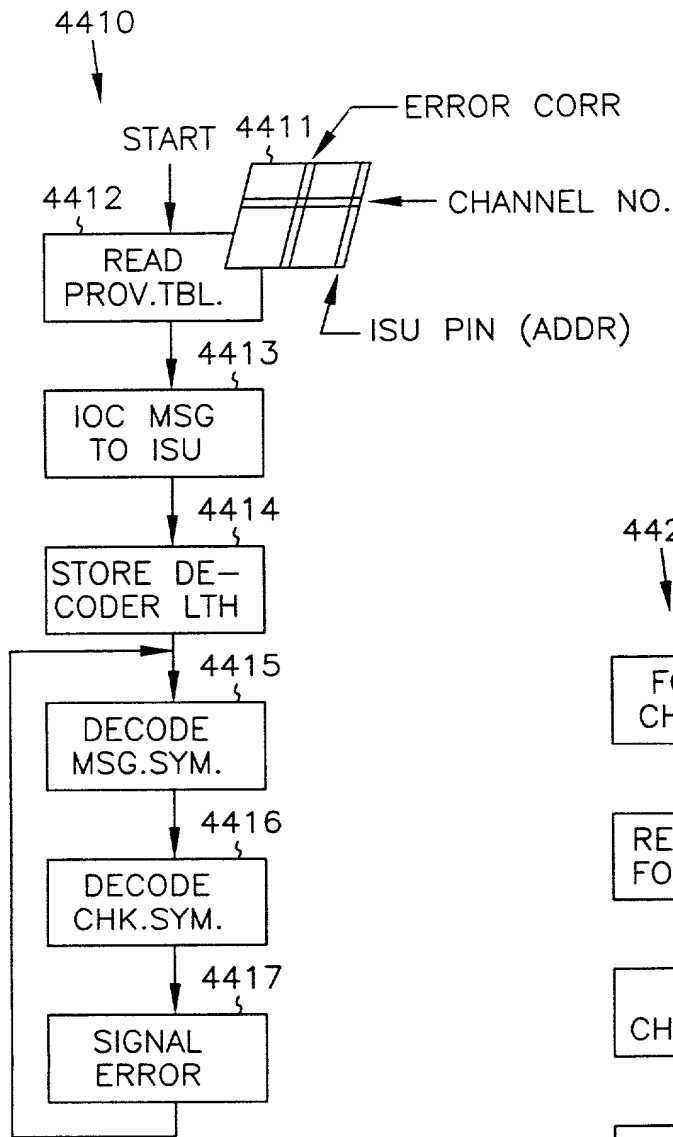 4410
START
4411
ERROR CORR
CHANNEL NO.
ISU PIN (ADDR)
4412
READ
PROV.TBL.
4413
IOC MSG
TO ISU
4414
STORE DE-
CODER LTH
4415
DECODE
MSG.SYM.
4416
DECODE
CHK.SYM.
4417
SIGNAL
ERROR